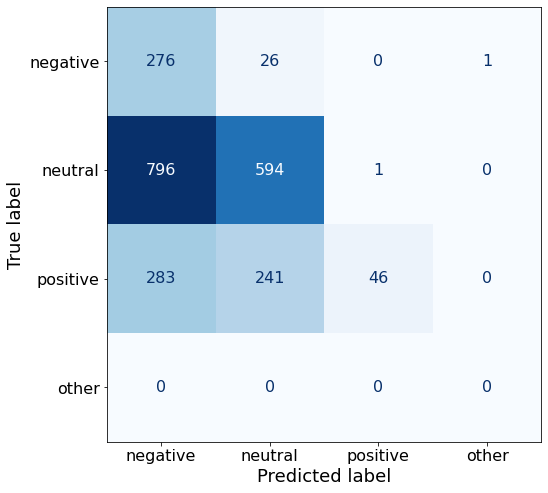 negative 276 26 0 1
neutral 796 594 1 0
positive 283 241 46 0
other 0 0 0 0
negative neutral positive other
Predicted label
True label